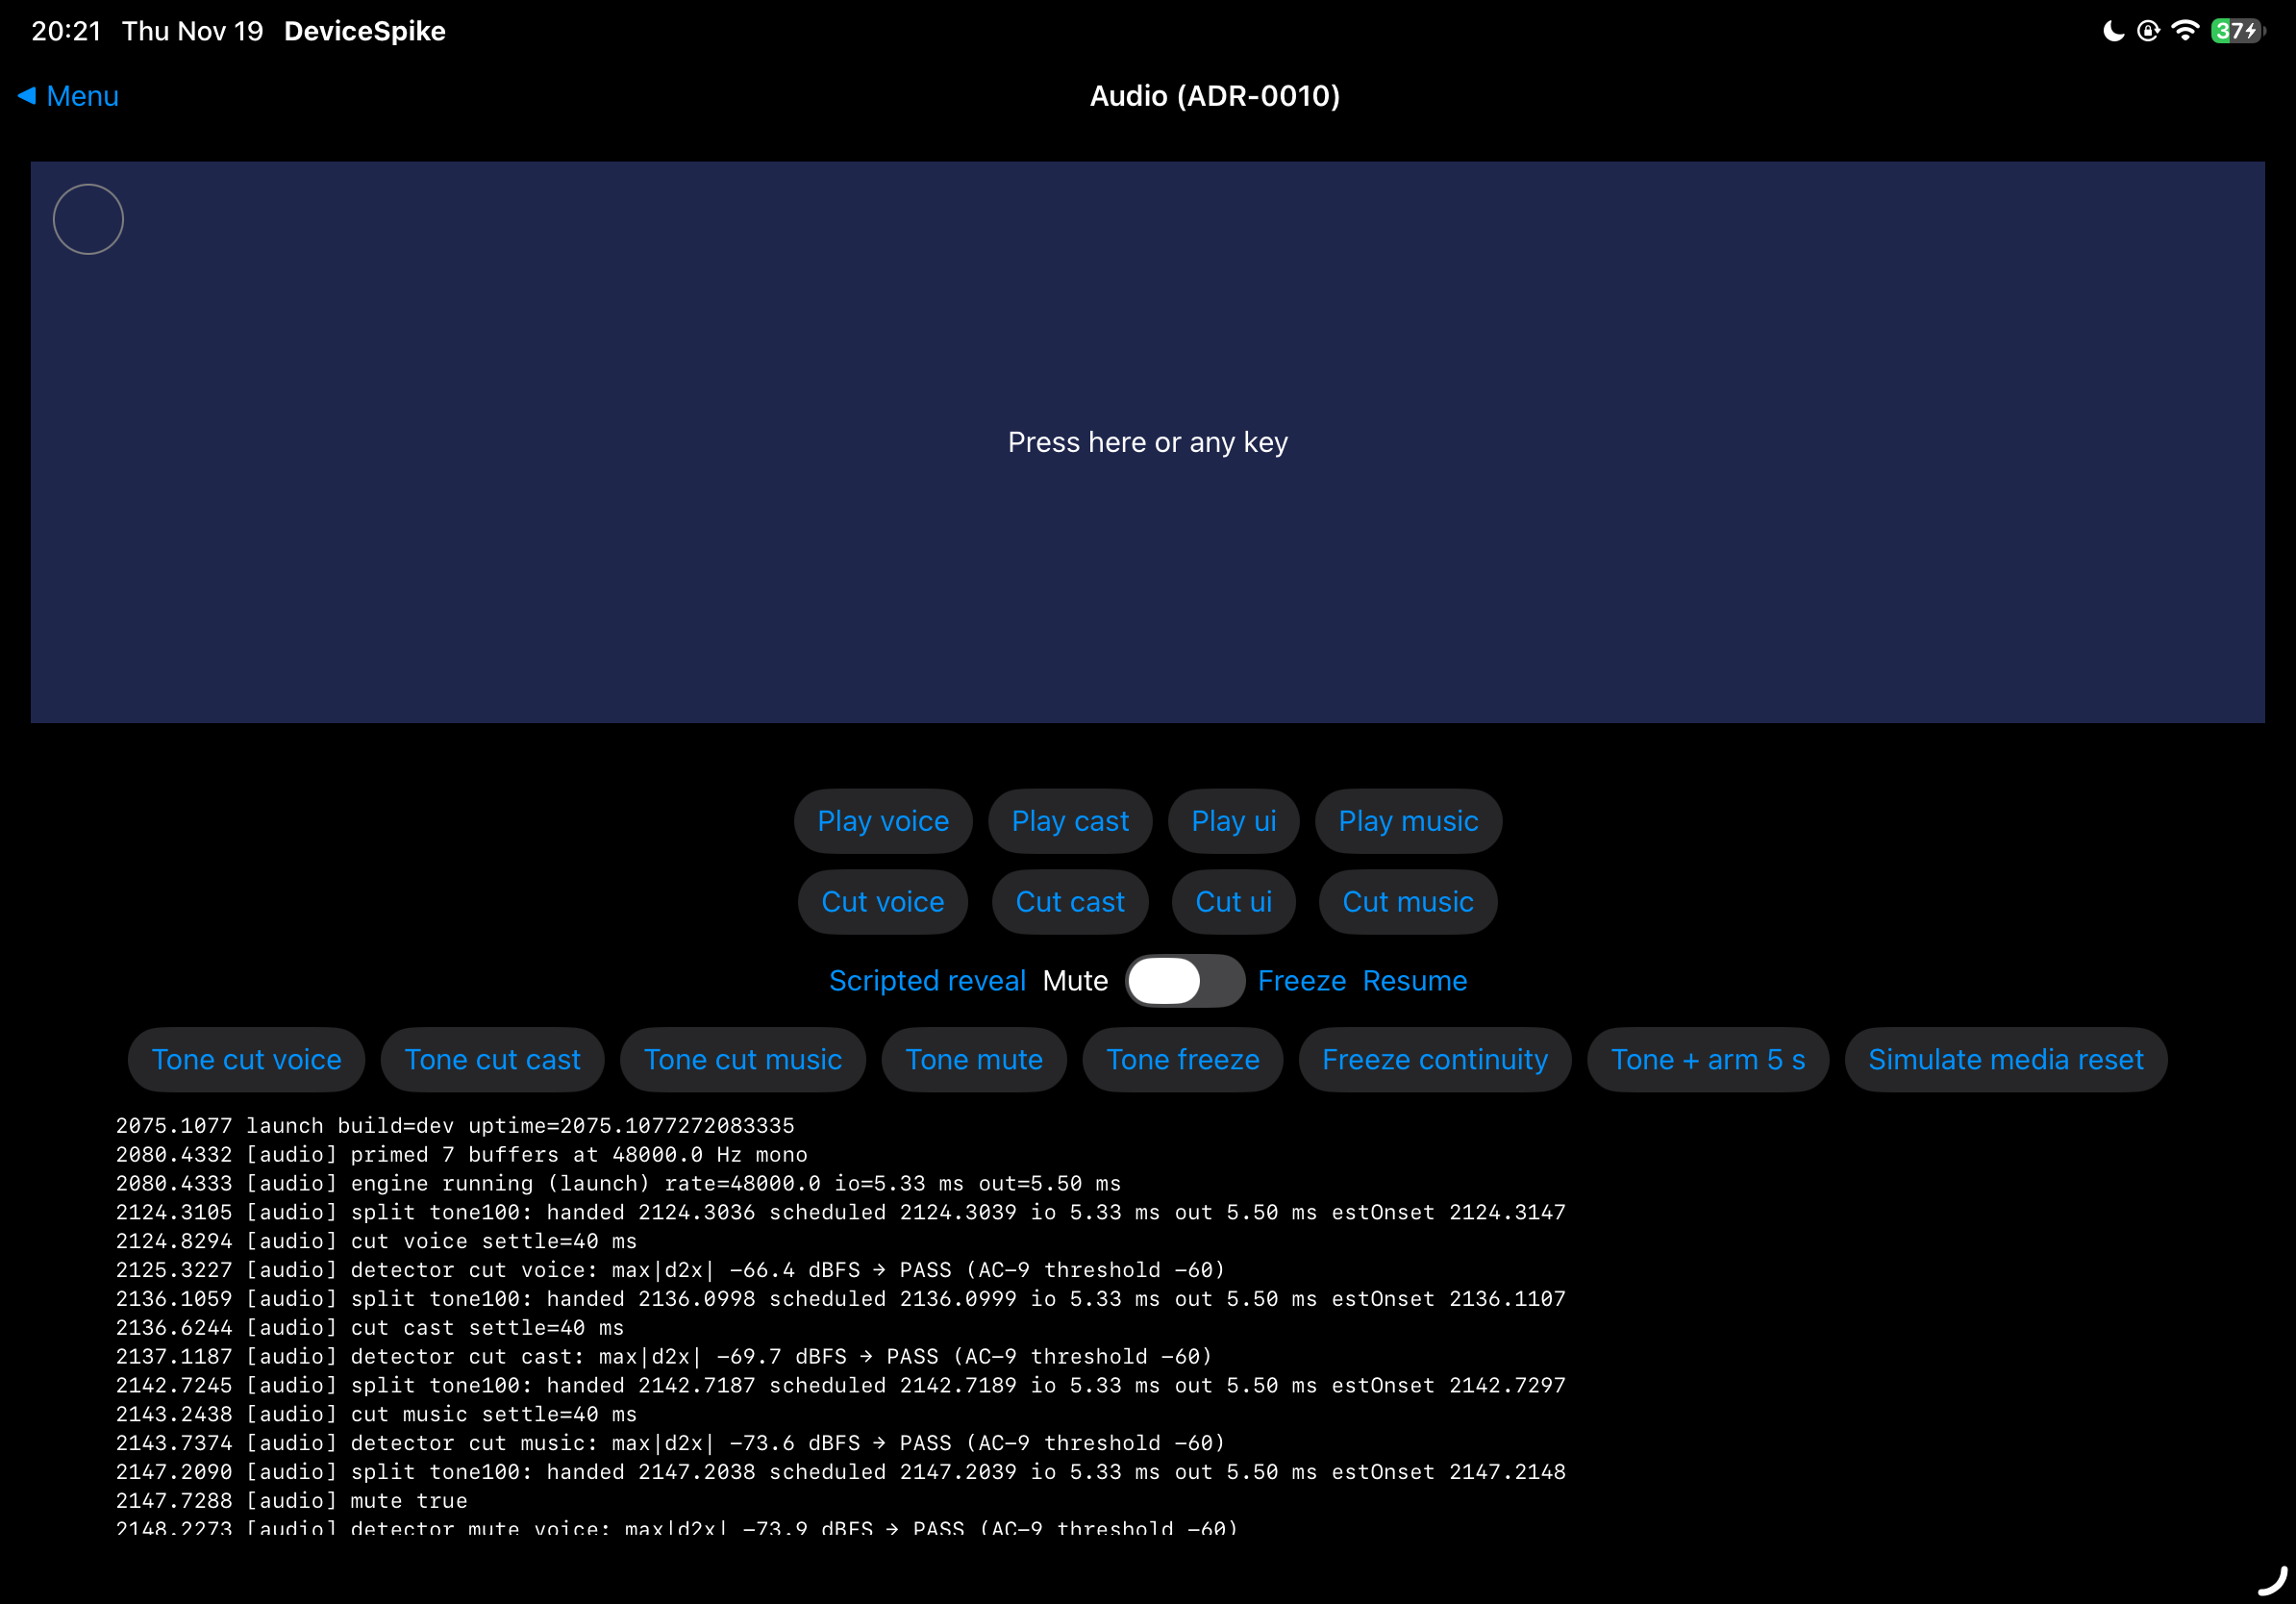 20:21 Thu Nov 19 DeviceSpike 37
◀ Menu Audio (ADR-0010)
Press here or any key
Play voice Play cast Play ui Play music
Cut voice Cut cast Cut ui Cut music
Scripted reveal Mute Freeze Resume
Tone cut voice Tone cut cast Tone cut music Tone mute Tone freeze Freeze continuity Tone + arm 5 s Simulate media reset
2075.1077 launch build=dev uptime=2075.1077272083335
2080.4332 [audio] primed 7 buffers at 48000.0 Hz mono
2080.4333 [audio] engine running (launch) rate=48000.0 io=5.33 ms out=5.50 ms
2124.3105 [audio] split tone100: handed 2124.3036 scheduled 2124.3039 io 5.33 ms out 5.50 ms estOnset 2124.3147
2124.8294 [audio] cut voice settle=40 ms
2125.3227 [audio] detector cut voice: max|d2x| -66.4 dBFS → PASS (AC-9 threshold -60)
2136.1059 [audio] split tone100: handed 2136.0998 scheduled 2136.0999 io 5.33 ms out 5.50 ms estOnset 2136.1107
2136.6244 [audio] cut cast settle=40 ms
2137.1187 [audio] detector cut cast: max|d2x| -69.7 dBFS → PASS (AC-9 threshold -60)
2142.7245 [audio] split tone100: handed 2142.7187 scheduled 2142.7189 io 5.33 ms out 5.50 ms estOnset 2142.7297
2143.2438 [audio] cut music settle=40 ms
2143.7374 [audio] detector cut music: max|d2x| -73.6 dBFS → PASS (AC-9 threshold -60)
2147.2090 [audio] split tone100: handed 2147.2038 scheduled 2147.2039 io 5.33 ms out 5.50 ms estOnset 2147.2148
2147.7288 [audio] mute true
2148.2273 [audio] detector mute voice: max|d2x| -73.9 dBFS → PASS (AC-9 threshold -60)